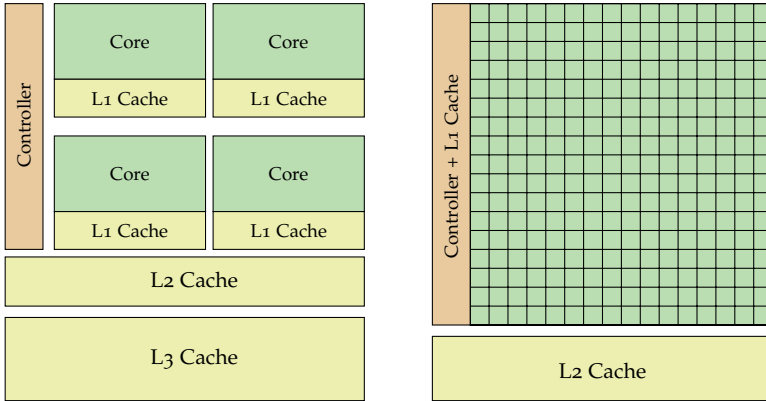 Controller
Core
Core
L1 Cache
L1 Cache
Core
Core
L1 Cache
L1 Cache
L2 Cache
L3 Cache
Controller + L1 Cache
L2 Cache